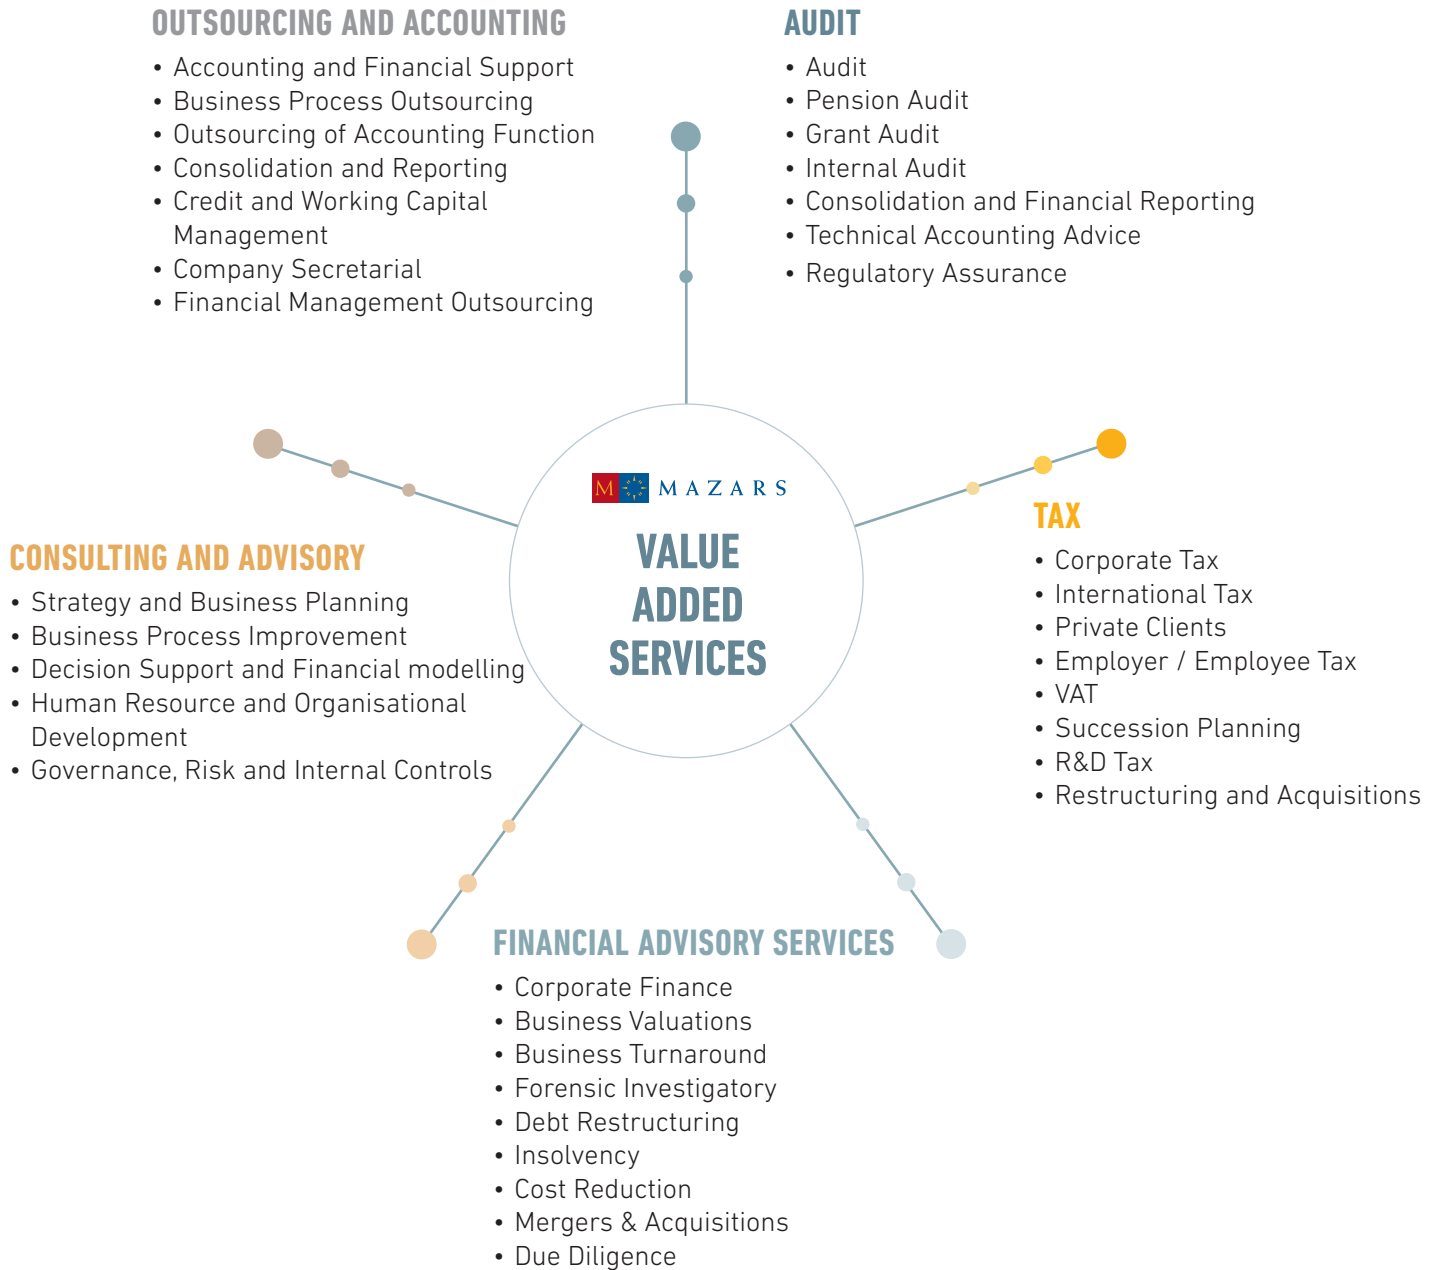 OUTSOURCING AND ACCOUNTING
• Accounting and Financial Support
• Business Process Outsourcing
• Outsourcing of Accounting Function
• Consolidation and Reporting
• Credit and Working Capital
Management
• Company Secretarial
• Financial Management Outsourcing
AUDIT
• Audit
• Pension Audit
• Grant Audit
• Internal Audit
• Consolidation and Financial Reporting
• Technical Accounting Advice
• Regulatory Assurance
M MAZARS
VALUE
ADDED
SERVICES
TAX
• Corporate Tax
• International Tax
• Private Clients
• Employer / Employee Tax
• VAT
• Succession Planning
• R&D Tax
• Restructuring and Acquisitions
CONSULTING AND ADVISORY
• Strategy and Business Planning
• Business Process Improvement
• Decision Support and Financial modelling
• Human Resource and Organisational
Development
• Governance, Risk and Internal Controls
FINANCIAL ADVISORY SERVICES
• Corporate Finance
• Business Valuations
• Business Turnaround
• Forensic Investigatory
• Debt Restructuring
• Insolvency
• Cost Reduction
• Mergers & Acquisitions
• Due Diligence